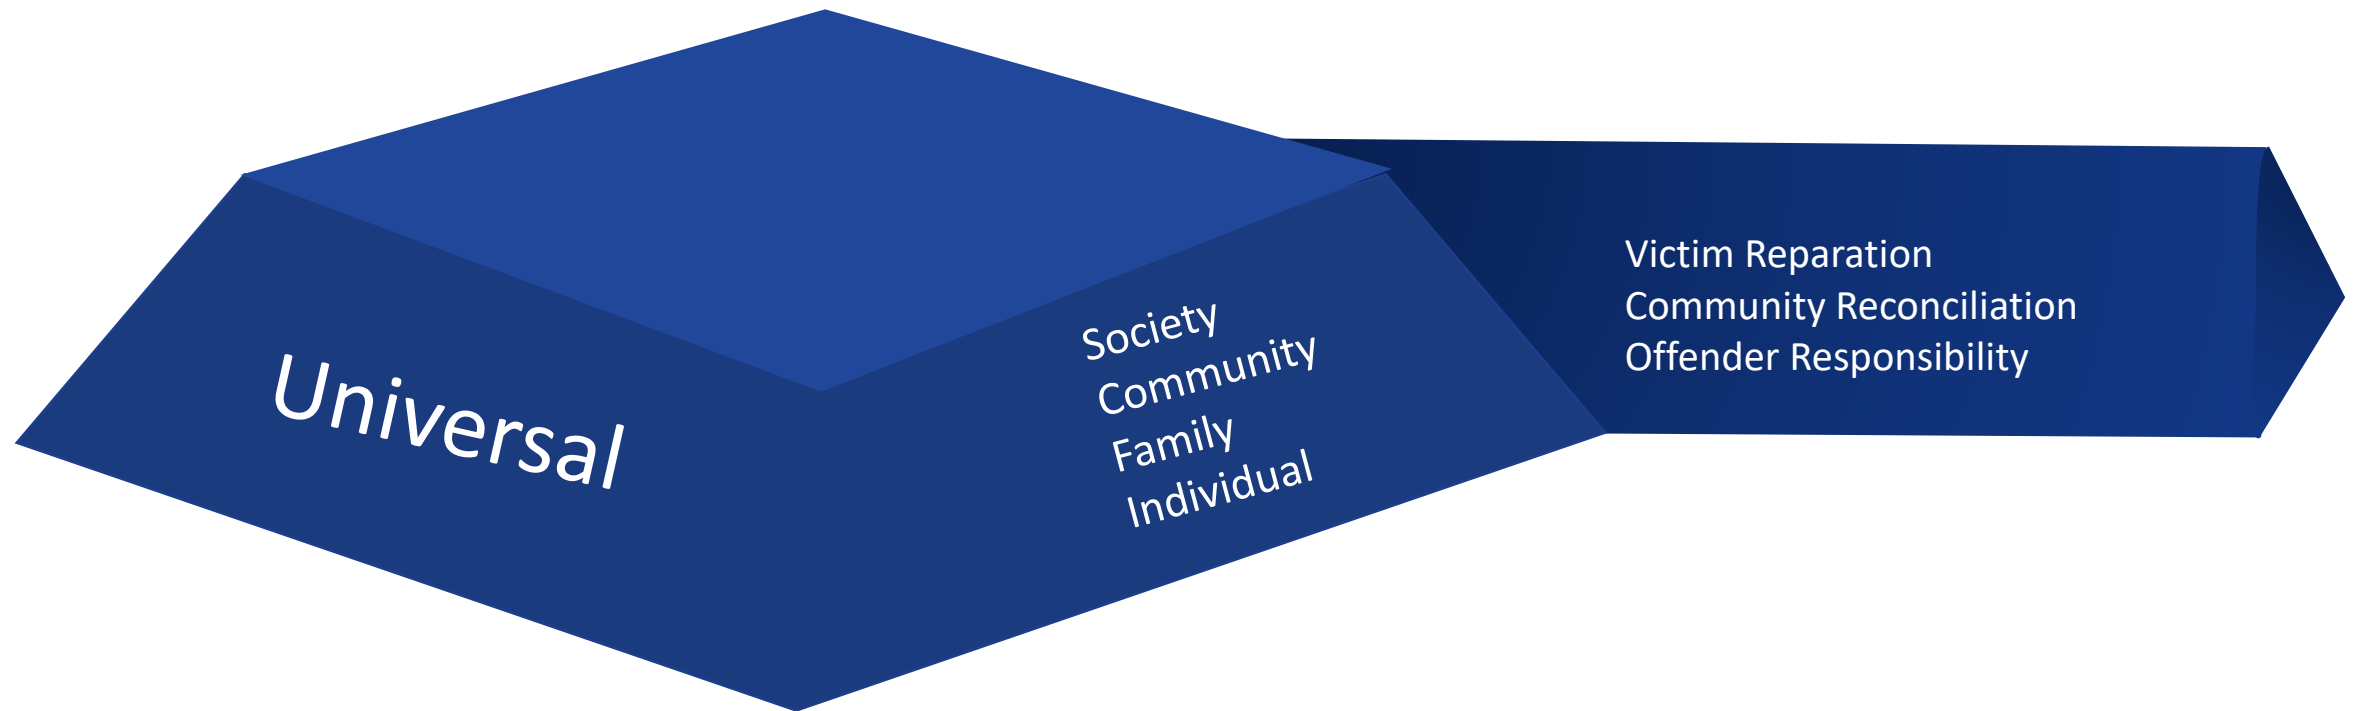 Universal
Society
Community
Family
Individual
Victim Reparation
Community Reconciliation
Offender Responsibility